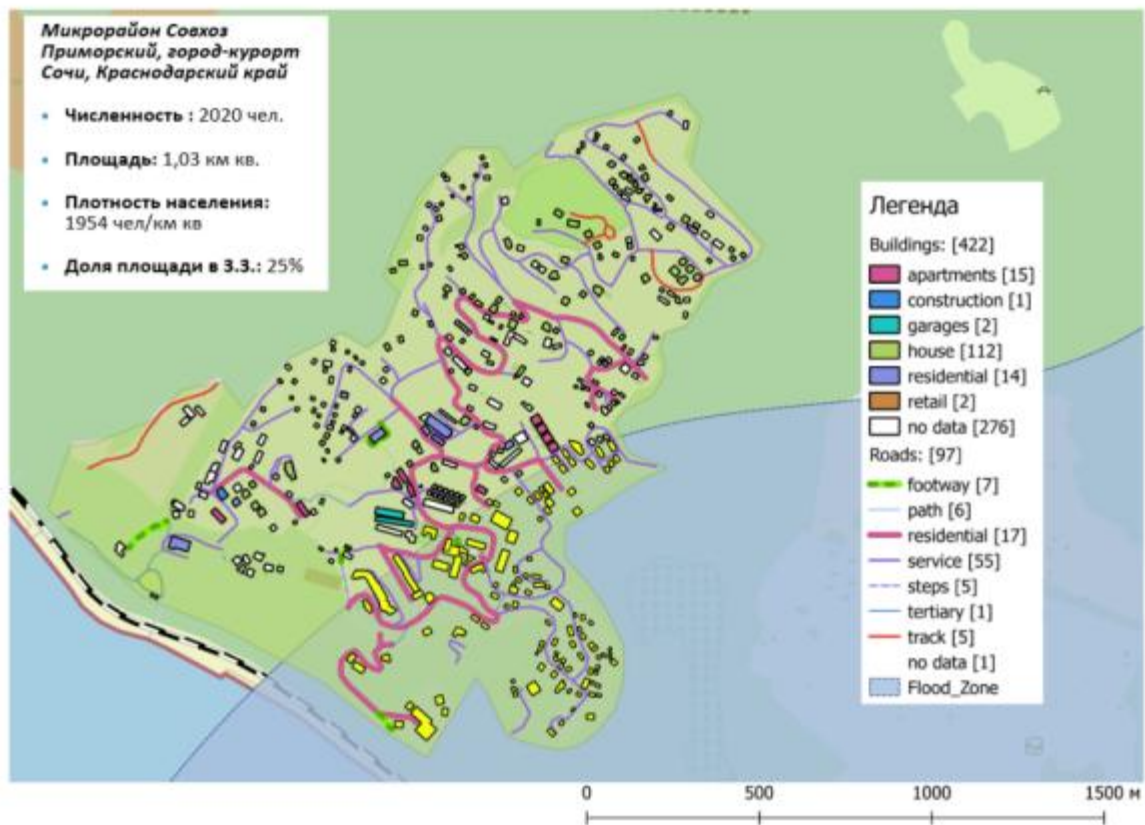 Микрорайон Совхоз
Приморский, город-курорт
Сочи, Краснодарский край
• Численность : 2020 чел.
• Площадь: 1,03 км кв.
• Плотность населения:
1954 чел/км кв
• Доля площади в З.З.: 25%
Легенда
Buildings: [422]
apartments [15]
construction [1]
garages [2]
house [112]
residential [14]
retail [2]
no data [276]
Roads: [97]
footway [7]
path [6]
residential [17]
service [55]
steps [5]
tertiary [1]
track [5]
no data [1]
Flood_Zone
0 500 1000 1500 м